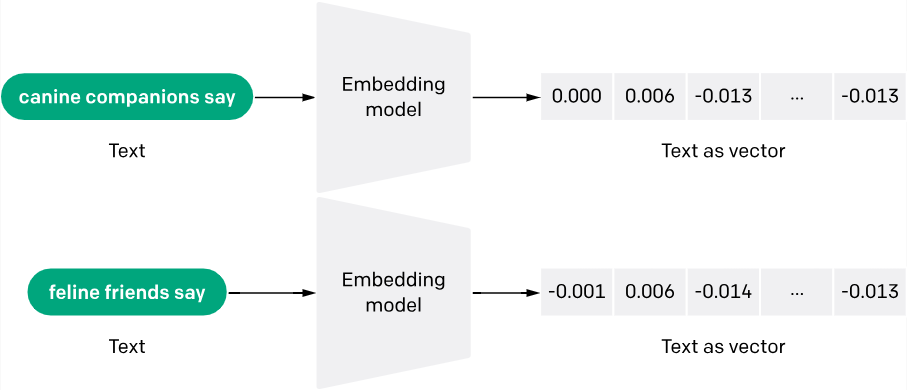 canine companions say
Embedding
model
0.000 0.006 -0.013 ... -0.013
Text
Text as vector
feline friends say
Embedding
model
-0.001 0.006 -0.014 ... -0.013
Text
Text as vector